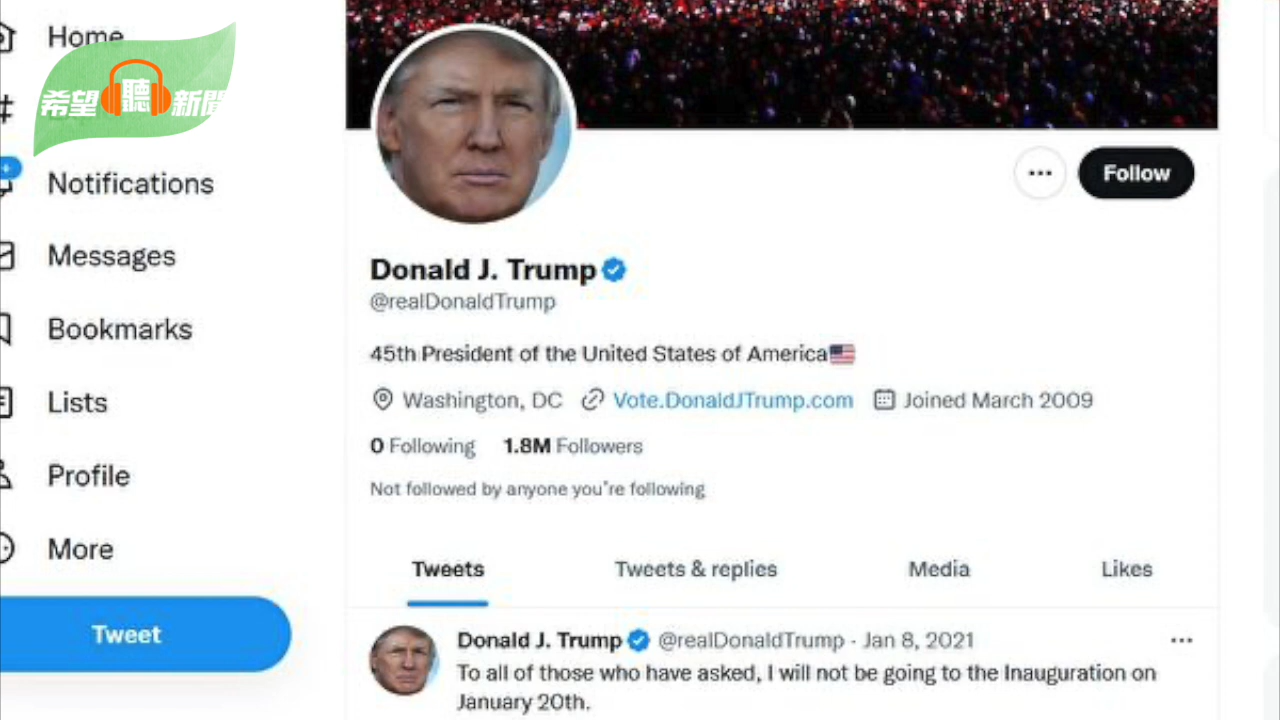 Home
希望 聽 新聞
Notifications
Messages
Bookmarks
Lists
Profile
More
Tweet
Follow
Donald J. Trump
@realDonaldTrump
45th President of the United States of America
Washington, DC Vote.DonaldJTrump.com Joined March 2009
0 Following 1.8M Followers
Not followed by anyone you're following
Tweets Tweets & replies Media Likes
Donald J. Trump @realDonaldTrump · Jan 8, 2021
To all of those who have asked, I will not be going to the Inauguration on
January 20th.